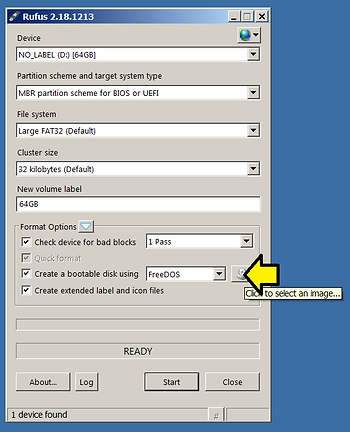 Rufus 2.18.1213
Device
NO_LABEL (D:) [64GB]
Partition scheme and target system type
MBR partition scheme for BIOS or UEFI
File system
Large FAT32 (Default)
Cluster size
32 kilobytes (Default)
New volume label
64GB
Format Options
Check device for bad blocks 1 Pass
Quick format
Create a bootable disk using FreeDOS
Click to select an image...
Create extended label and icon files
READY
About... Log Start Close
1 device found #